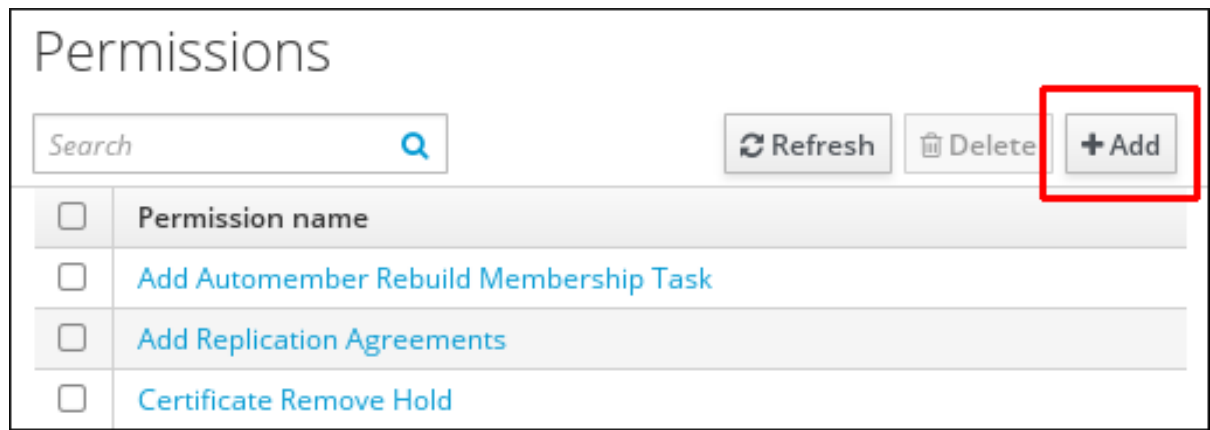 Permissions
Search Refresh Delete Add
Permission name
Add Automember Rebuild Membership Task
Add Replication Agreements
Certificate Remove Hold